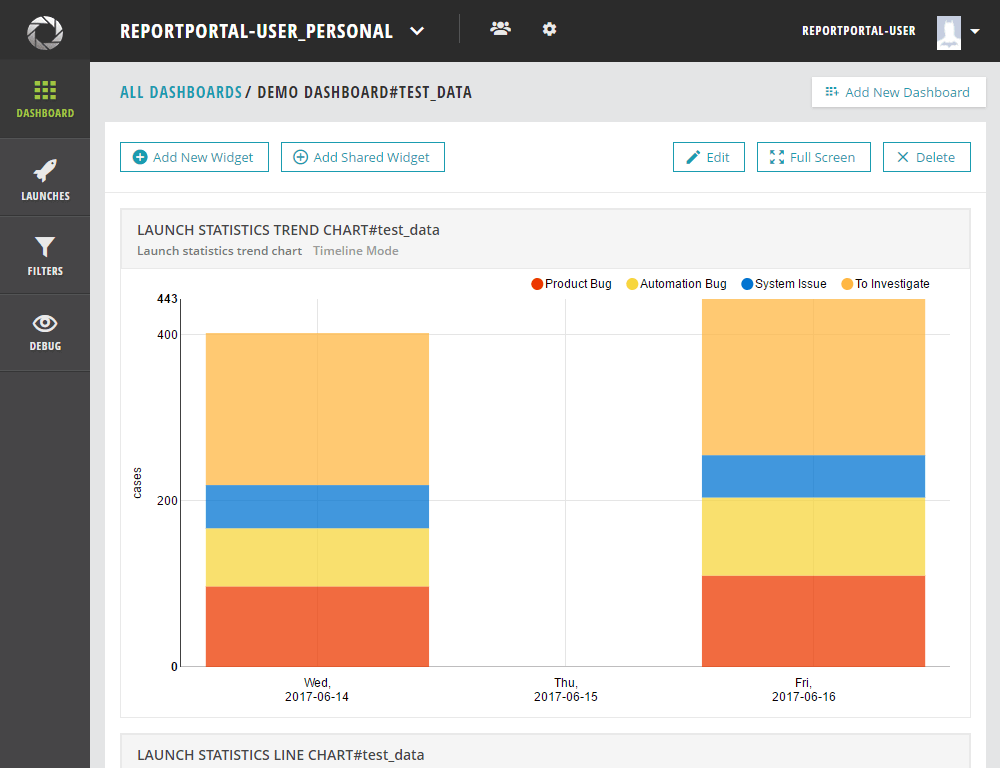 REPORTPORTAL-USER_PERSONAL
REPORTPORTAL-USER
DASHBOARD
LAUNCHES
FILTERS
DEBUG
ALL DASHBOARDS / DEMO DASHBOARD#TEST_DATA
Add New Dashboard
Add New Widget
Add Shared Widget
Edit
Full Screen
Delete
LAUNCH STATISTICS TREND CHART#test_data
Launch statistics trend chart Timeline Mode
Product Bug Automation Bug System Issue To Investigate
443
400
200
0
cases
Wed,
2017-06-14
Thu,
2017-06-15
Fri,
2017-06-16
LAUNCH STATISTICS LINE CHART#test_data